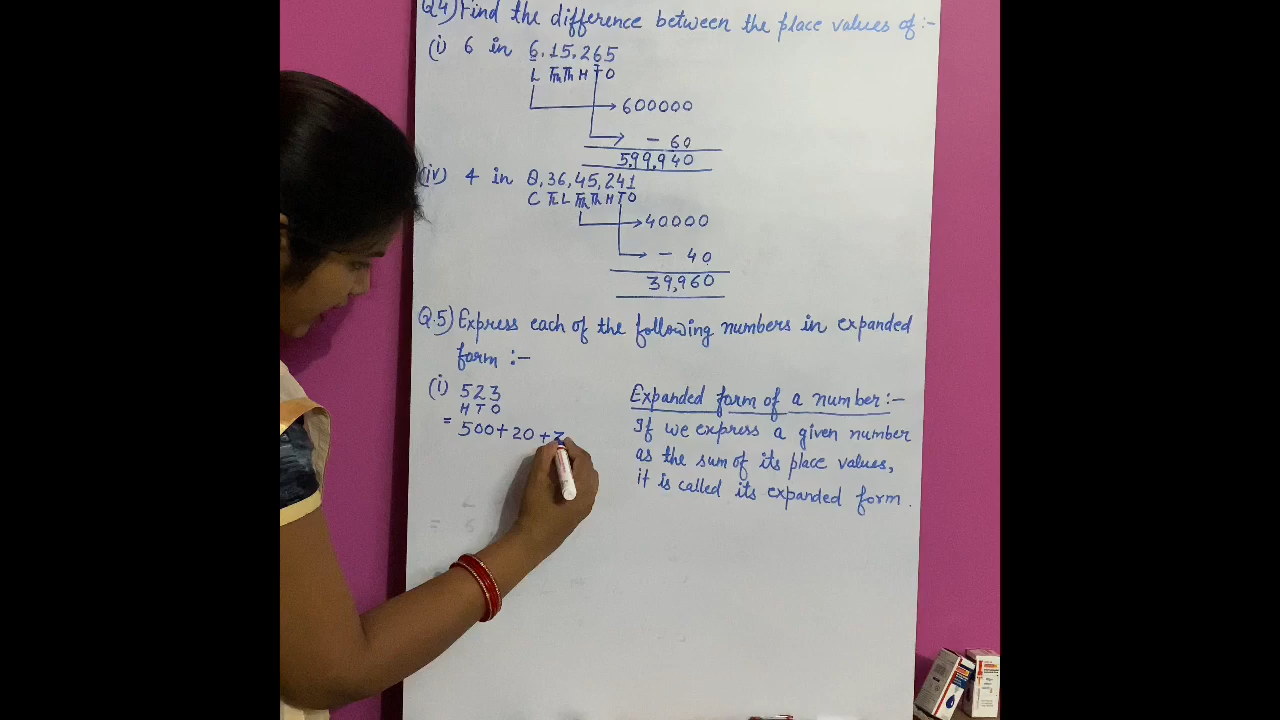 Q4) Find the difference between the place values of :-
(i) 6 in 6,15,265
L TTh Th H T O
600000
- 60
5,99,940
(iv) 4 in 8,36,45,241
C TL L TTh Th H T O
40000
- 40
39,960
Q.5) Express each of the following numbers in expanded
form :-
(i) 523
H T O
= 500 + 20 + 3
Expanded form of a number :-
If we express a given number
as the sum of its place values,
it is called its expanded form.